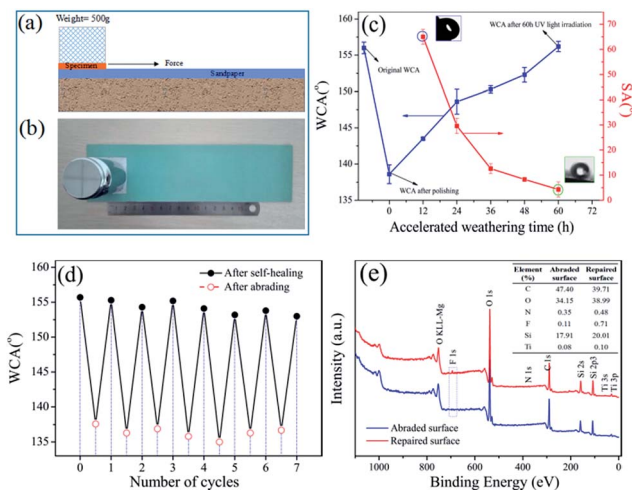 (a)
Weight= 500g
Specimen
Force
Sandpaper
(b)
(c)
WCA after 60h UV light irradiation
Original WCA
WCA after polishing
WCA(°)
160
155
150
145
140
135
SA(°)
70
60
50
40
30
20
10
0
0 12 24 36 48 60 72
Accelerated weathering time (h)
(d)
After self-healing
After abrading
WCA(°)
160
155
150
145
140
135
0 1 2 3 4 5 6 7
Number of cycles
(e)
Element (%) Abraded surface Repaired surface
C 47.40 39.71
O 34.15 38.99
N 0.35 0.48
F 0.11 0.71
Si 17.91 20.01
Ti 0.08 0.10
O KLL-Mg
F 1s
O 1s
N 1s
C 1s
Si 2s
Si 2p3
Ti 3s
Ti 3p
Abraded surface
Repaired surface
Intensity (a.u.)
1000 800 600 400 200 0
Binding Energy (eV)